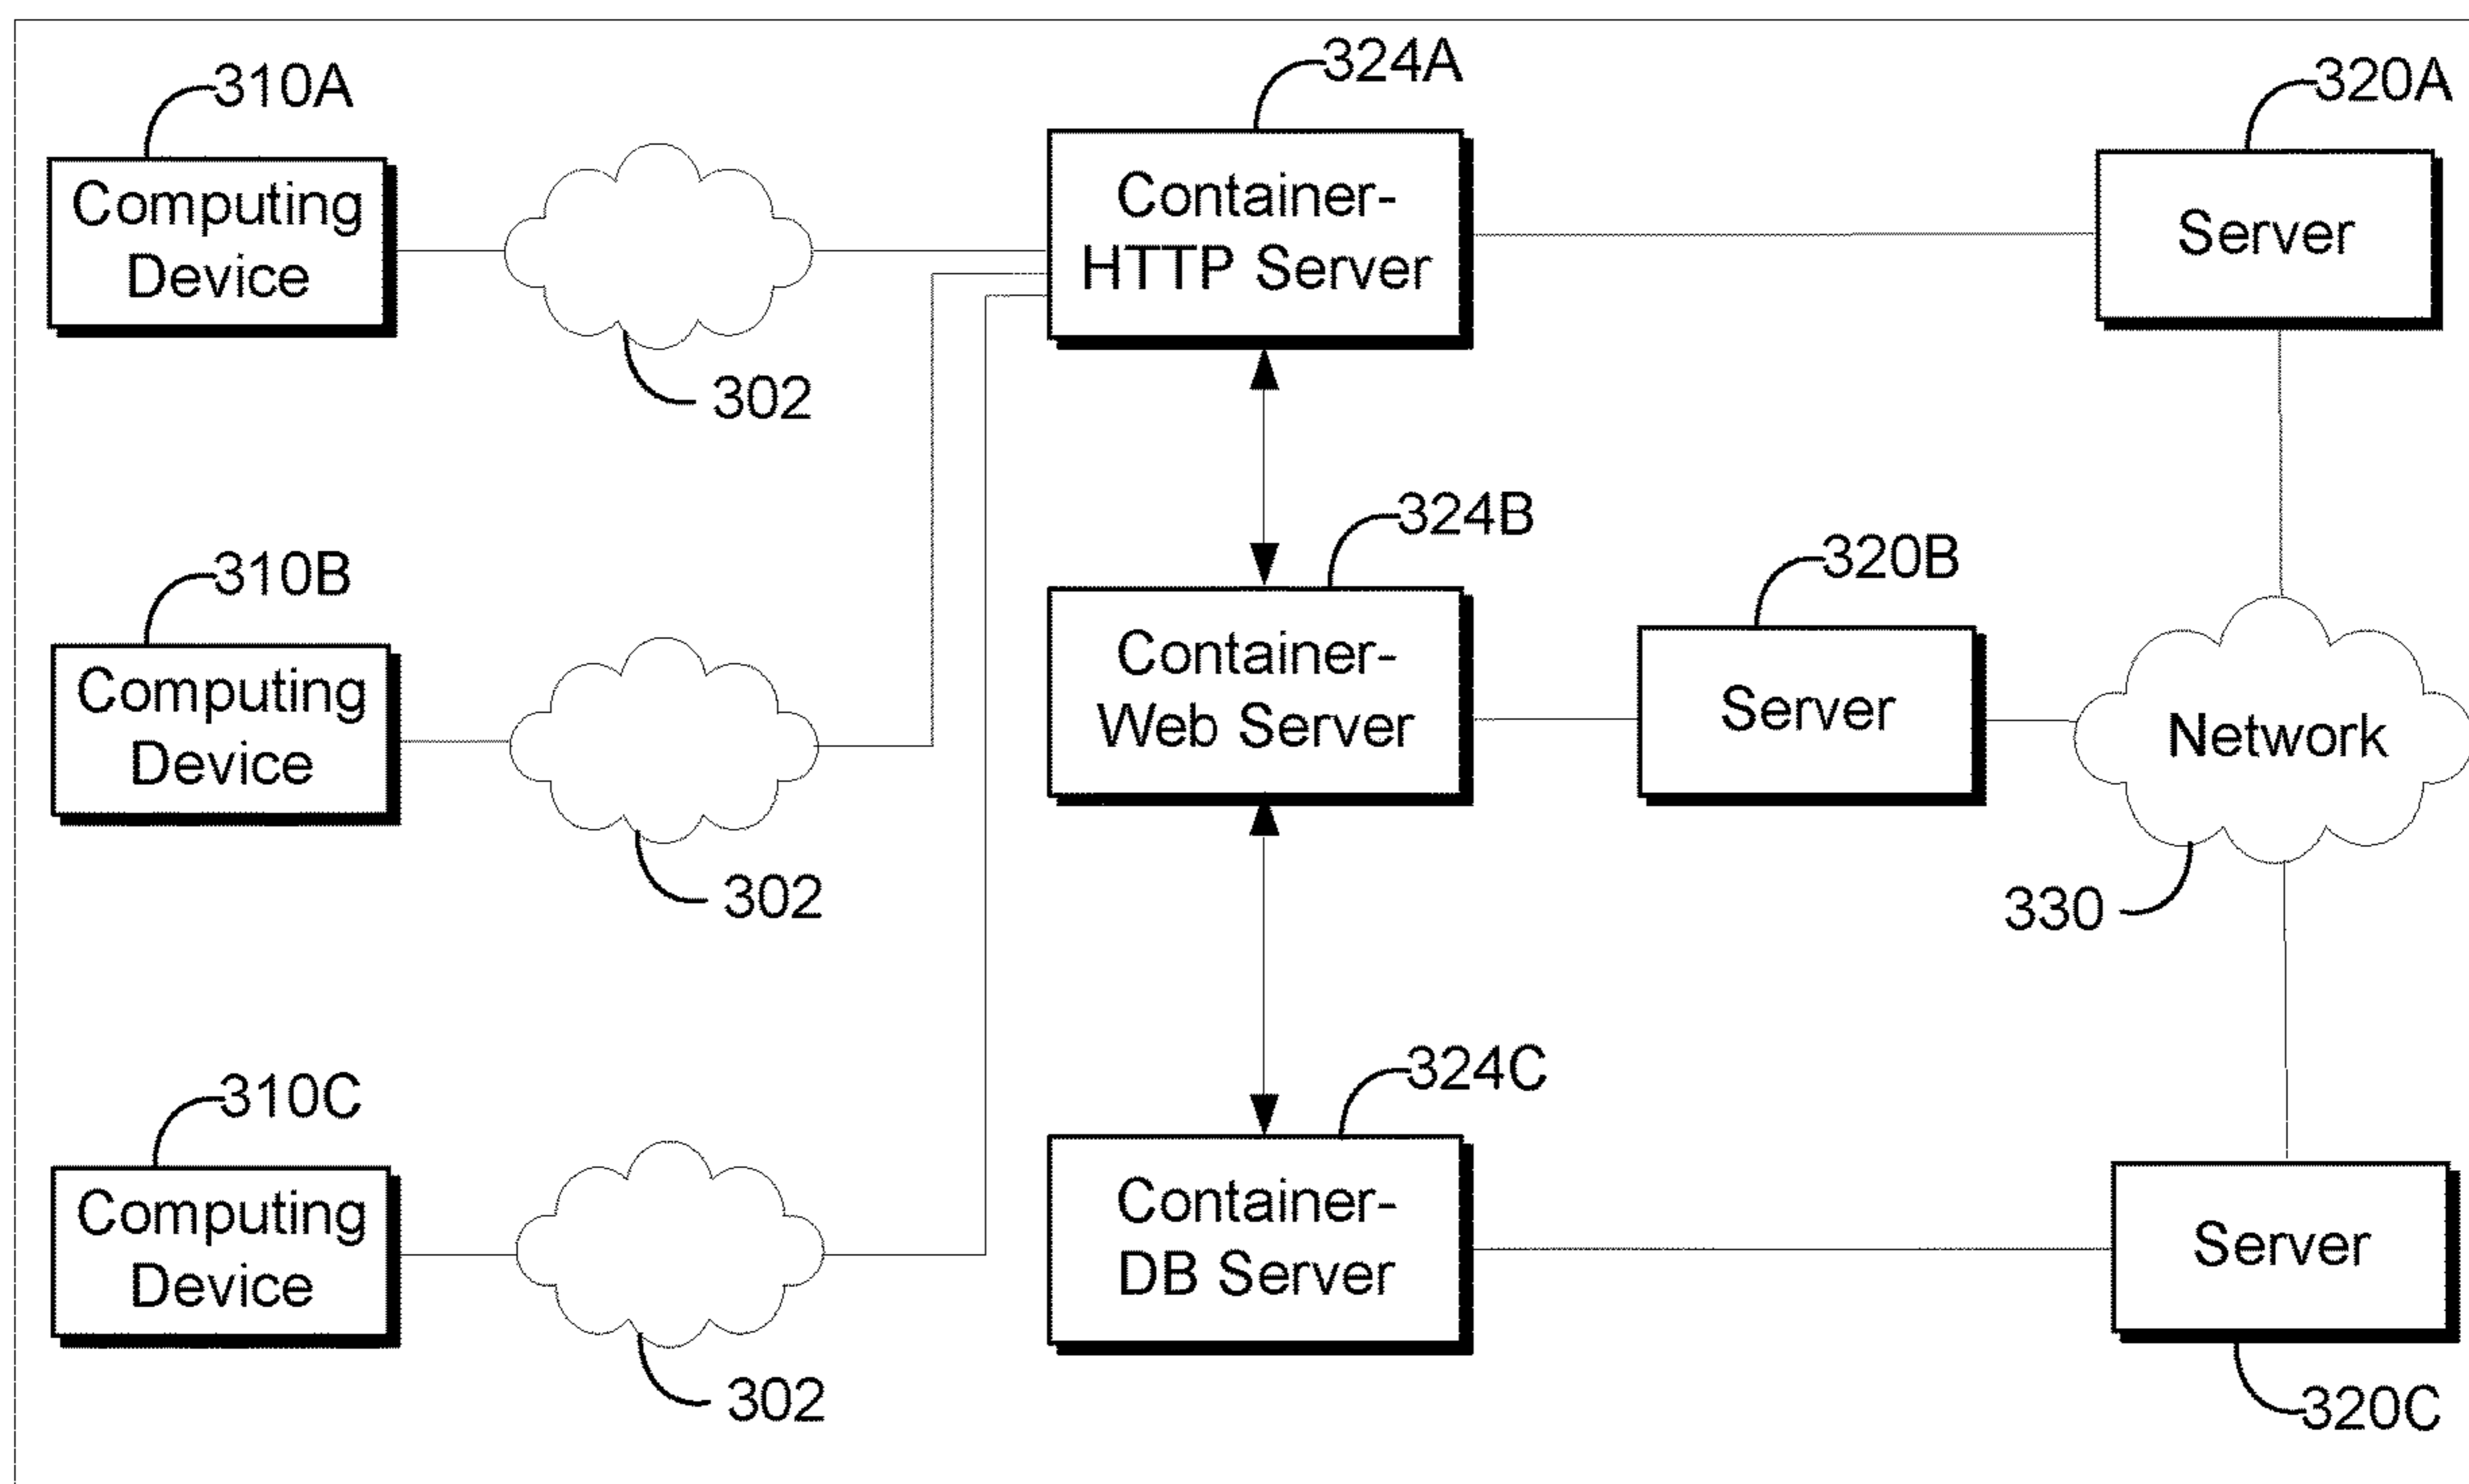 310A
324A
320A
Computing
Device
Container-
HTTP Server
Server
302
310B
324B
320B
Computing
Device
Container-
Web Server
Server
Network
302
330
310C
324C
Computing
Device
Container-
DB Server
Server
302
320C